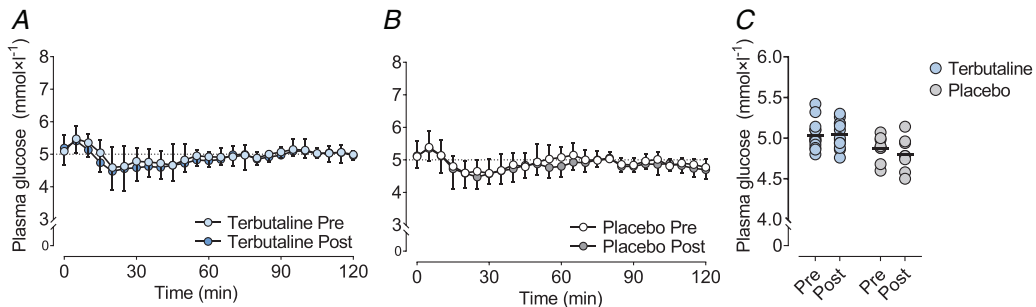 A
Plasma glucose (mmol×l⁻¹)
8
7
6
5
4
3
0
Terbutaline Pre
Terbutaline Post
0 30 60 90 120
Time (min)
B
8
7
6
5
4
3
0
Placebo Pre
Placebo Post
0 30 60 90 120
Time (min)
C
Plasma glucose (mmol×l⁻¹)
6.0
5.5
5.0
4.5
4.0
0
Pre Post Pre Post
Terbutaline
Placebo